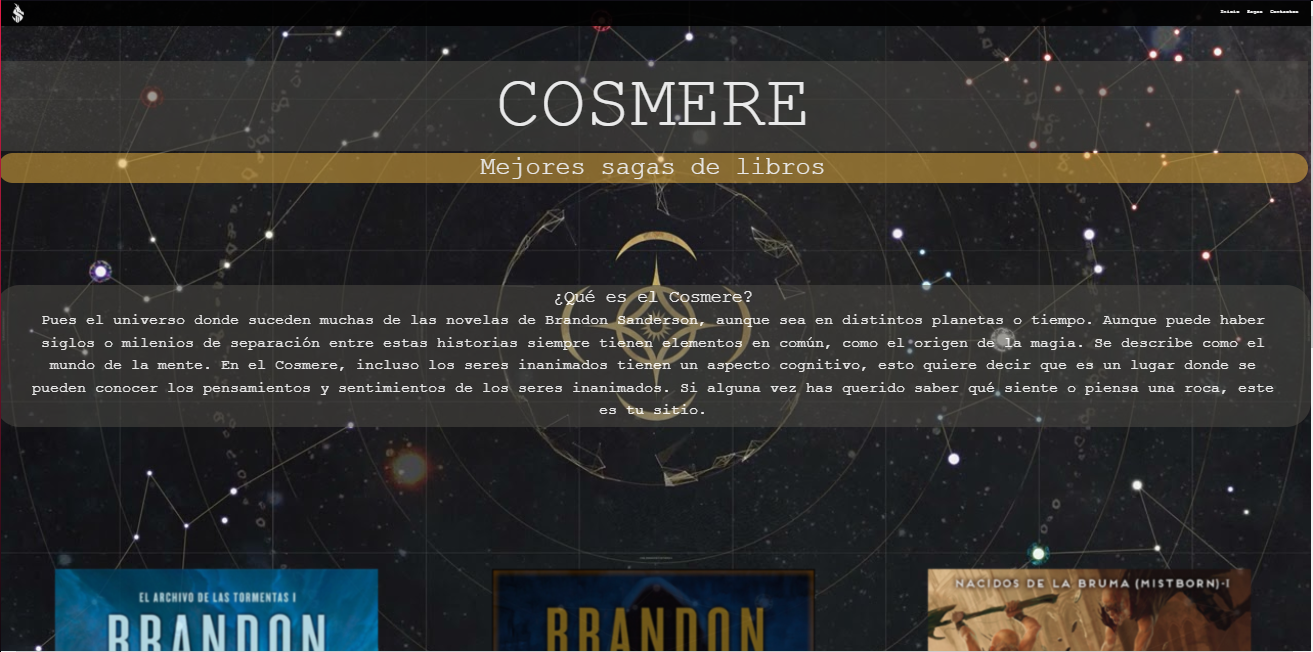 Inicio Sagas Contactos
COSMERE
Mejores sagas de libros
¿Qué es el Cosmere?
Pues el universo donde suceden muchas de las novelas de Brandon Sanderson, aunque sea en distintos planetas o tiempo. Aunque puede haber
siglos o milenios de separación entre estas historias siempre tienen elementos en común, como el origen de la magia. Se describe como el
mundo de la mente. En el Cosmere, incluso los seres inanimados tienen un aspecto cognitivo, esto quiere decir que es un lugar donde se
pueden conocer los pensamientos y sentimientos de los seres inanimados. Si alguna vez has querido saber qué siente o piensa una roca, este
es tu sitio.
EL ARCHIVO DE LAS TORMENTAS I
BRANDON
BRANDON
NACIDOS DE LA BRUMA (MISTBORN)-I